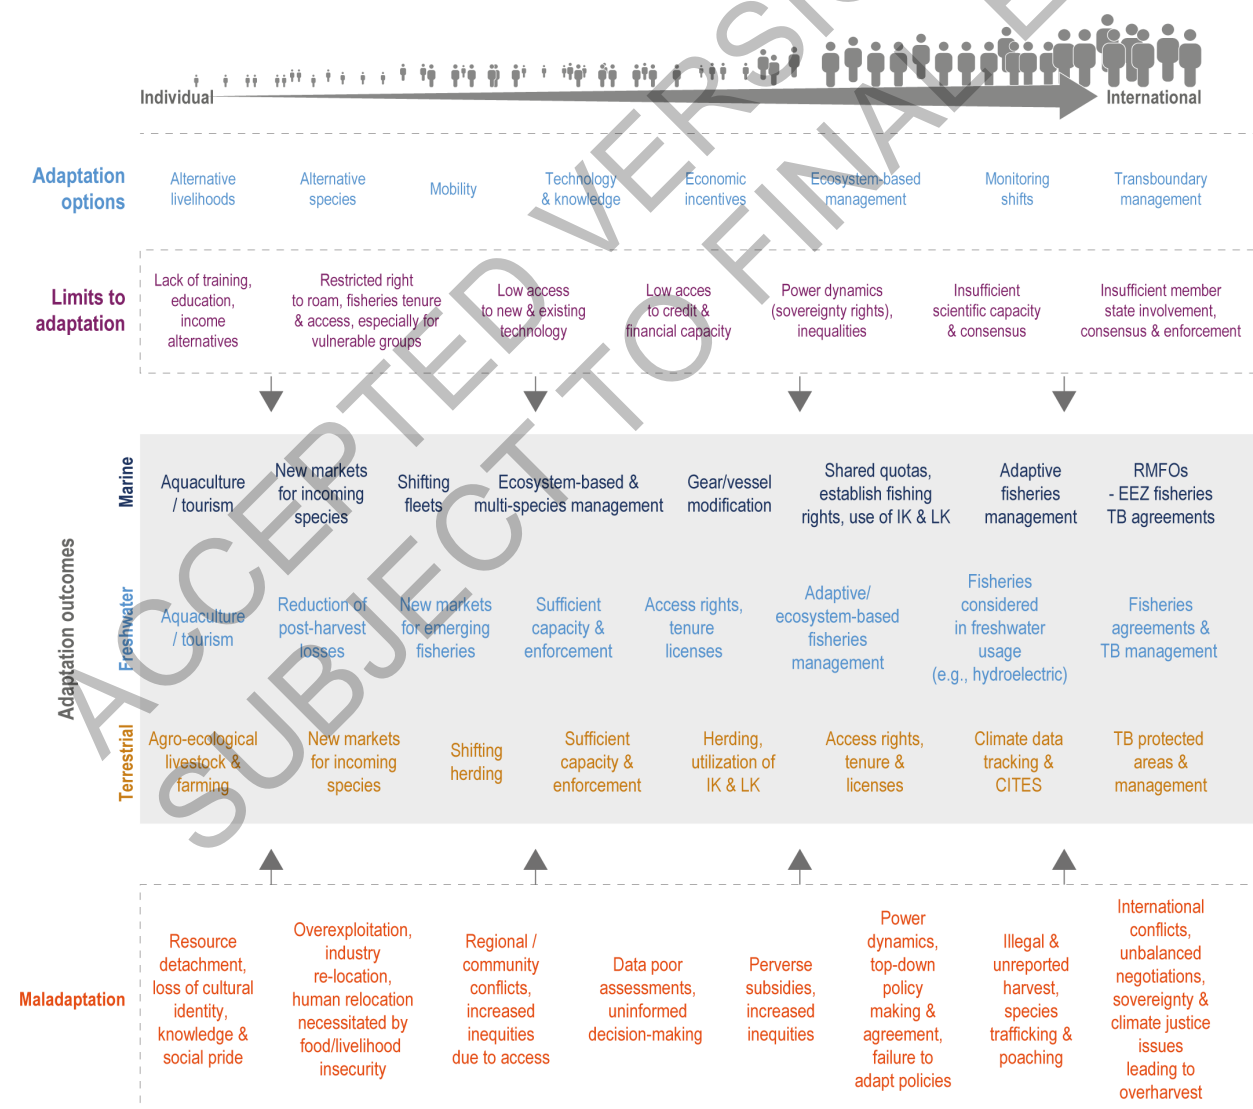 Individual
International
Adaptation
options
Alternative
livelihoods
Alternative
species
Mobility
Technology
& knowledge
Economic
incentives
Ecosystem-based
management
Monitoring
shifts
Transboundary
management
Limits to
adaptation
Lack of training,
education,
income
alternatives
Restricted right
to roam, fisheries tenure
& access, especially for
vulnerable groups
Low access
to new & existing
technology
Low acces
to credit &
financial capacity
Power dynamics
(sovereignty rights),
inequalities
Insufficient
scientific capacity
& consensus
Insufficient member
state involvement,
consensus & enforcement
Adaptation outcomes
Marine
Aquaculture
/ tourism
New markets
for incoming
species
Shifting
fleets
Ecosystem-based &
multi-species management
Gear/vessel
modification
Shared quotas,
establish fishing
rights, use of IK & LK
Adaptive
fisheries
management
RMFOs
- EEZ fisheries
TB agreements
Freshwater
Aquaculture
/ tourism
Reduction of
post-harvest
losses
New markets
for emerging
fisheries
Sufficient
capacity &
enforcement
Access rights,
tenure
licenses
Adaptive/
ecosystem-based
fisheries
management
Fisheries
considered
in freshwater
usage
(e.g., hydroelectric)
Fisheries
agreements &
TB management
Terrestrial
Agro-ecological
livestock &
farming
New markets
for incoming
species
Shifting
herding
Sufficient
capacity &
enforcement
Herding,
utilization of
IK & LK
Access rights,
tenure &
licenses
Climate data
tracking &
CITES
TB protected
areas &
management
Maladaptation
Resource
detachment,
loss of cultural
identity,
knowledge &
social pride
Overexploitation,
industry
re-location,
human relocation
necessitated by
food/livelihood
insecurity
Regional /
community
conflicts,
increased
inequities
due to access
Data poor
assessments,
uninformed
decision-making
Perverse
subsidies,
increased
inequities
Power
dynamics,
top-down
policy
making &
agreement,
failure to
adapt policies
Illegal &
unreported
harvest,
species
trafficking &
poaching
International
conflicts,
unbalanced
negotiations,
sovereignty &
climate justice
issues
leading to
overharvest
ACCEPTED
SUBJECT TO FINAL